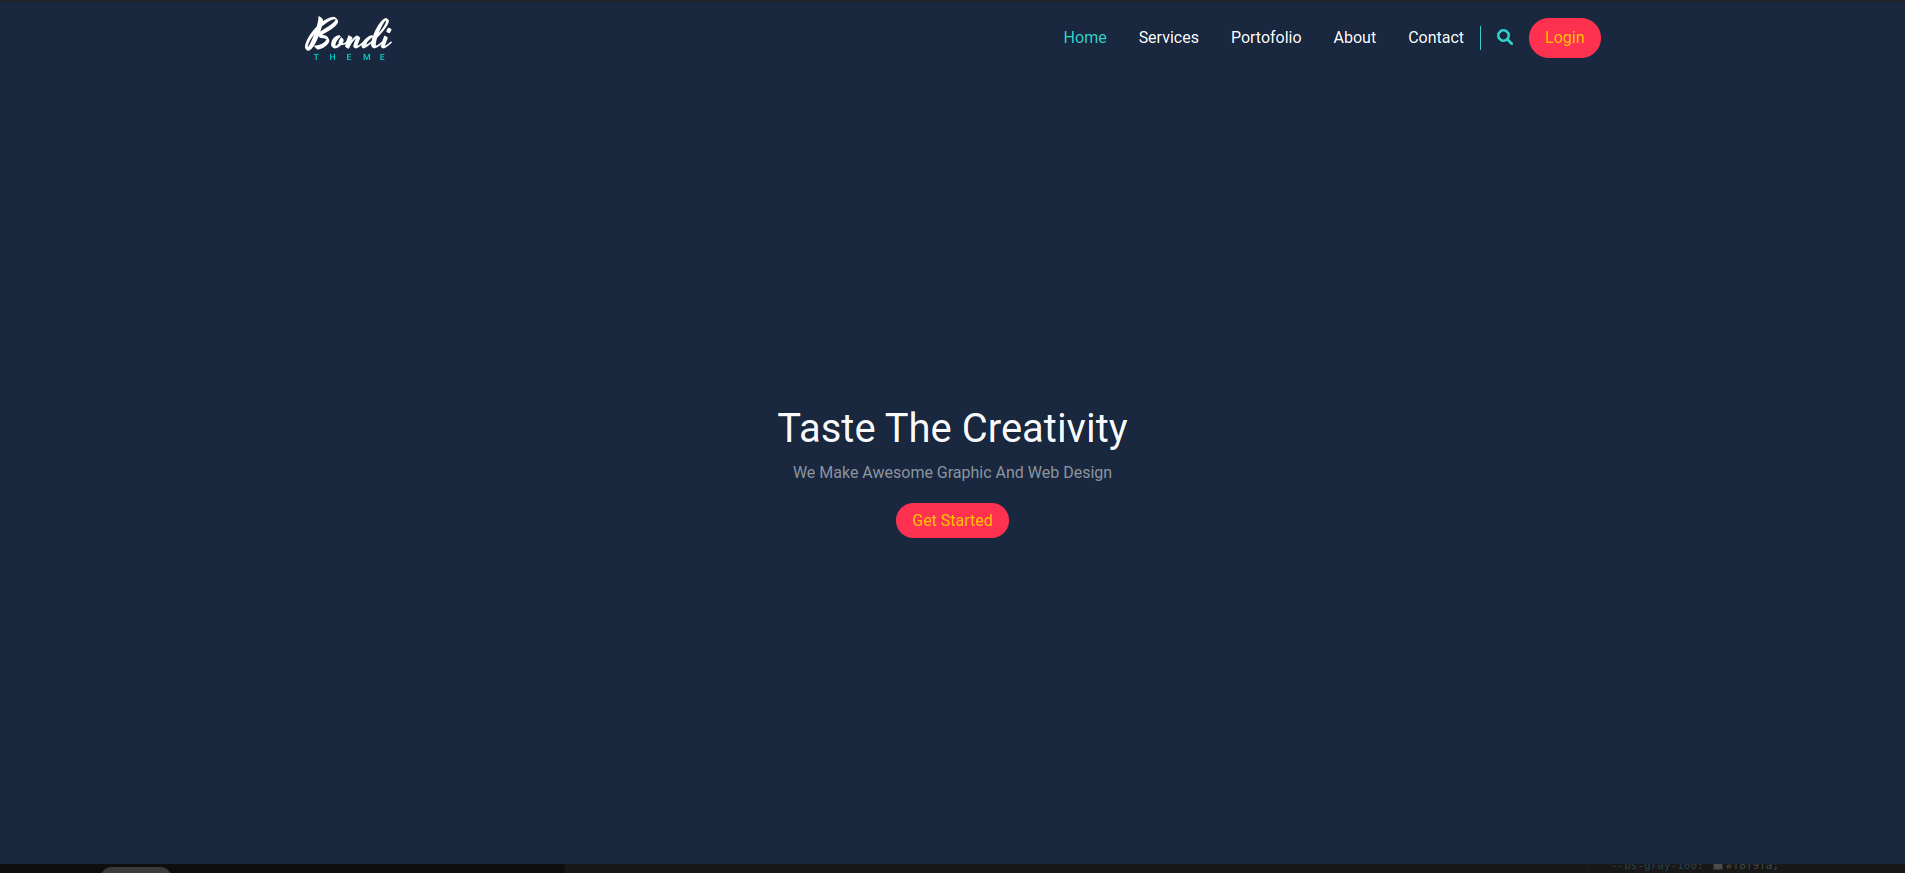 Bondi
THEME
Home Services Portofolio About Contact Login
Taste The Creativity
We Make Awesome Graphic And Web Design
Get Started
--bs-gray-100: #f8f9fa;